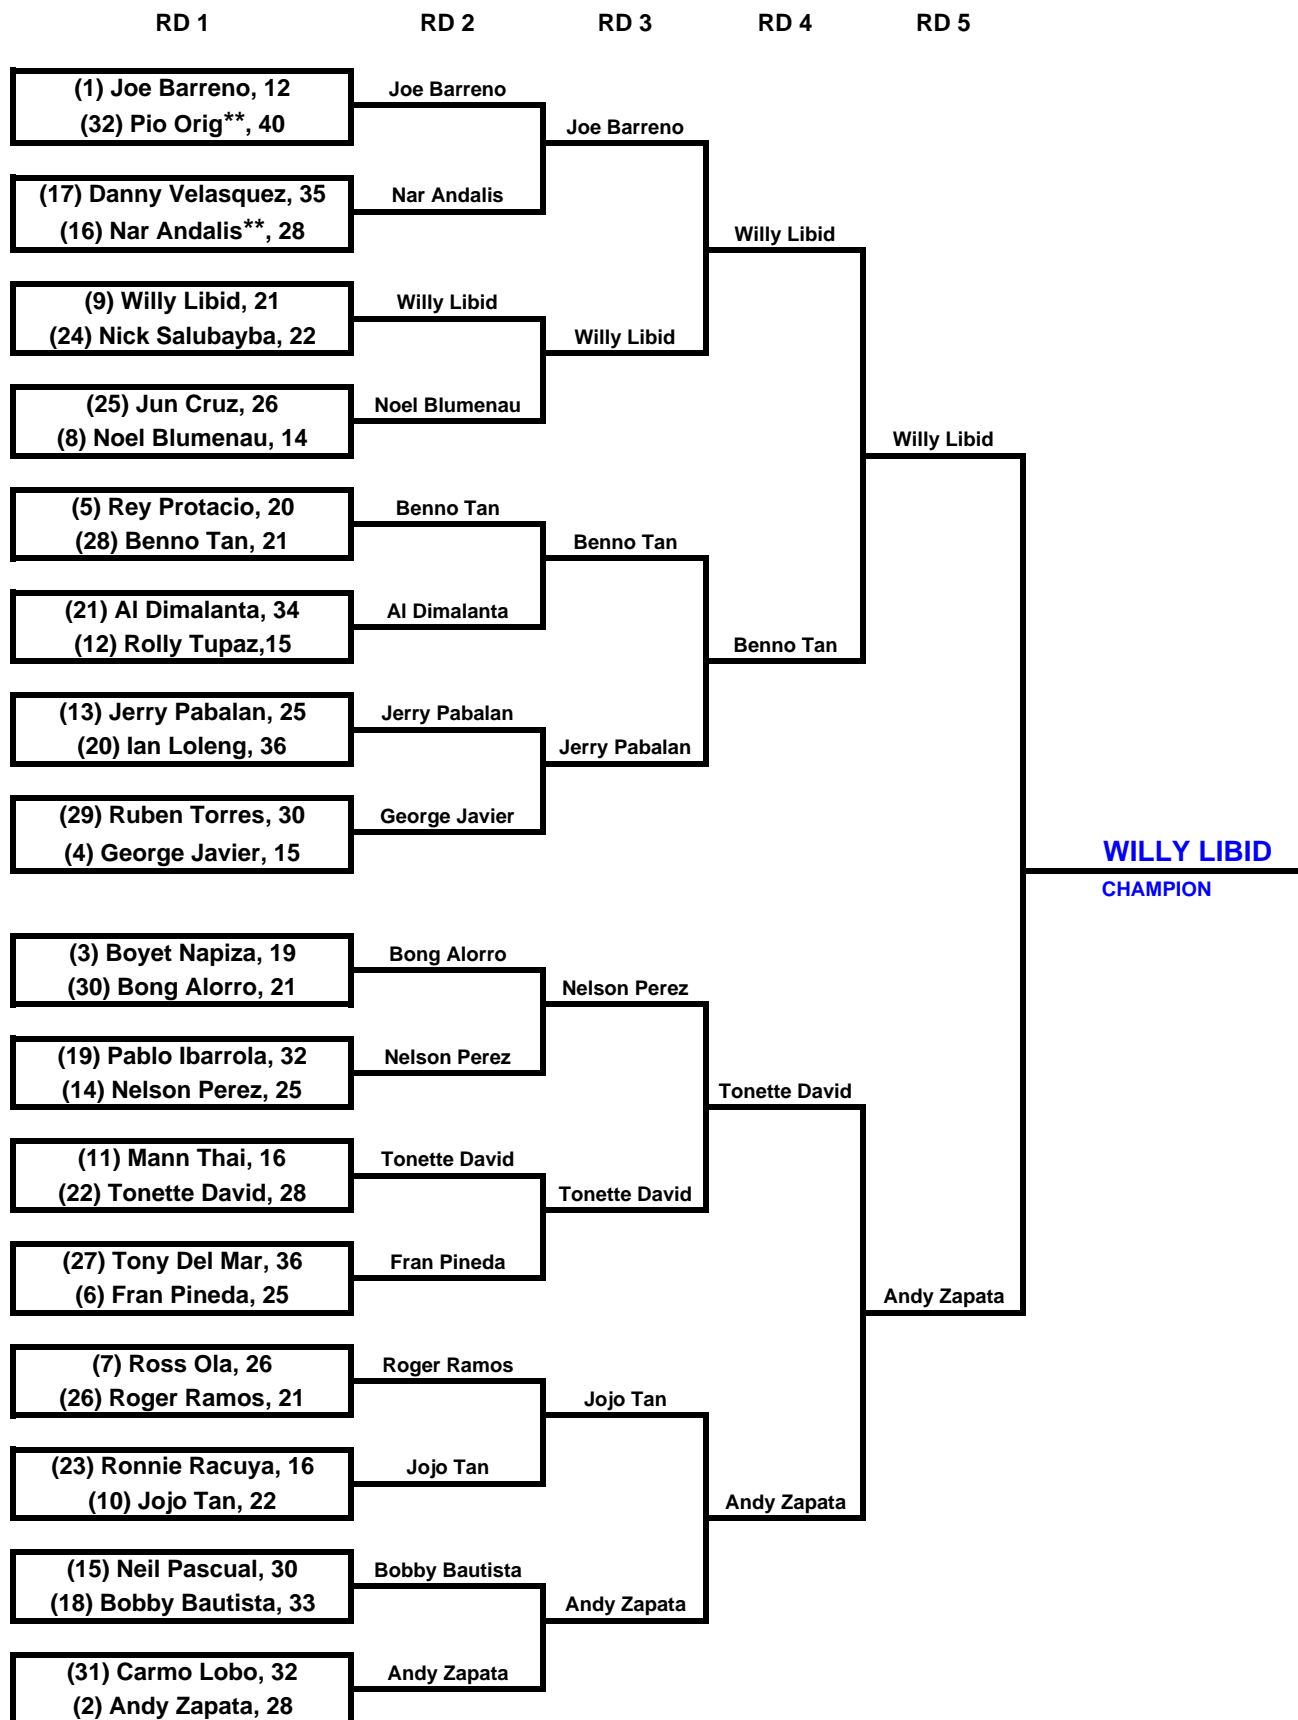 RD 1 RD 2 RD 3 RD 4 RD 5
(1) Joe Barreno, 12
(32) Pio Orig**, 40
(17) Danny Velasquez, 35
(16) Nar Andalis**, 28
(9) Willy Libid, 21
(24) Nick Salubayba, 22
(25) Jun Cruz, 26
(8) Noel Blumenau, 14
(5) Rey Protacio, 20
(28) Benno Tan, 21
(21) Al Dimalanta, 34
(12) Rolly Tupaz,15
(13) Jerry Pabalan, 25
(20) Ian Loleng, 36
(29) Ruben Torres, 30
(4) George Javier, 15
(3) Boyet Napiza, 19
(30) Bong Alorro, 21
(19) Pablo Ibarrola, 32
(14) Nelson Perez, 25
(11) Mann Thai, 16
(22) Tonette David, 28
(27) Tony Del Mar, 36
(6) Fran Pineda, 25
(7) Ross Ola, 26
(26) Roger Ramos, 21
(23) Ronnie Racuya, 16
(10) Jojo Tan, 22
(15) Neil Pascual, 30
(18) Bobby Bautista, 33
(31) Carmo Lobo, 32
(2) Andy Zapata, 28
Joe Barreno
Nar Andalis
Willy Libid
Noel Blumenau
Benno Tan
Al Dimalanta
Jerry Pabalan
George Javier
Bong Alorro
Nelson Perez
Tonette David
Fran Pineda
Roger Ramos
Jojo Tan
Bobby Bautista
Andy Zapata
Joe Barreno
Willy Libid
Benno Tan
Jerry Pabalan
Nelson Perez
Tonette David
Jojo Tan
Andy Zapata
Willy Libid
Benno Tan
Tonette David
Andy Zapata
Willy Libid
Andy Zapata
WILLY LIBID
CHAMPION